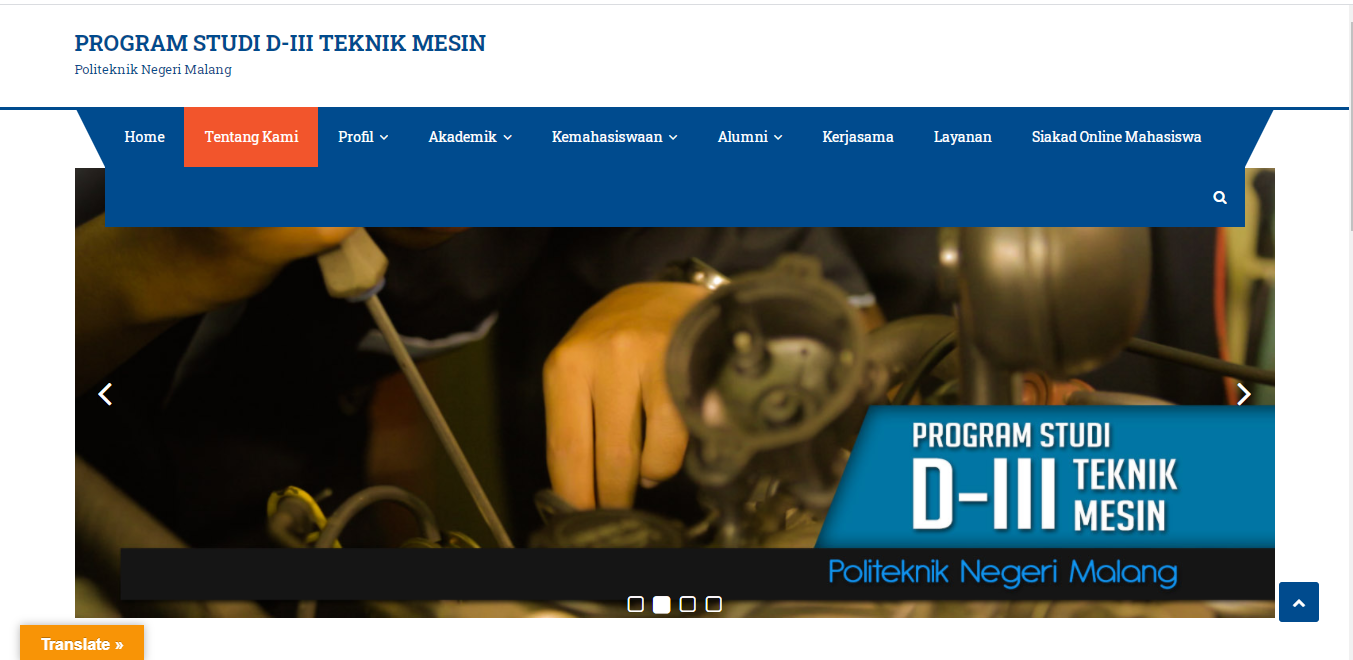 PROGRAM STUDI D-III TEKNIK MESIN
Politeknik Negeri Malang
Home Tentang Kami Profil Akademik Kemahasiswaan Alumni Kerjasama Layanan Siakad Online Mahasiswa
PROGRAM STUDI
D-III TEKNIK
MESIN
Politeknik Negeri Malang
Translate »